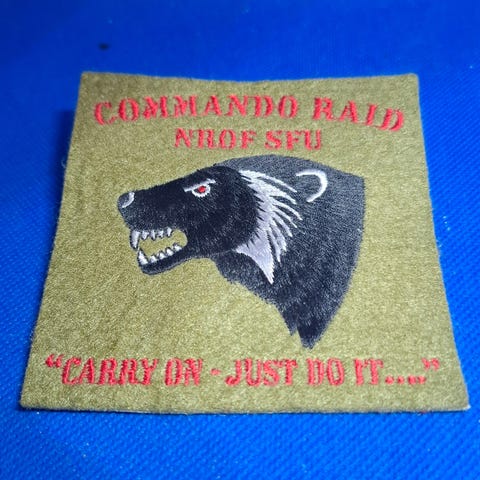 COMMANDO RAID
NROF SFU
“CARRY ON - JUST DO IT.....”